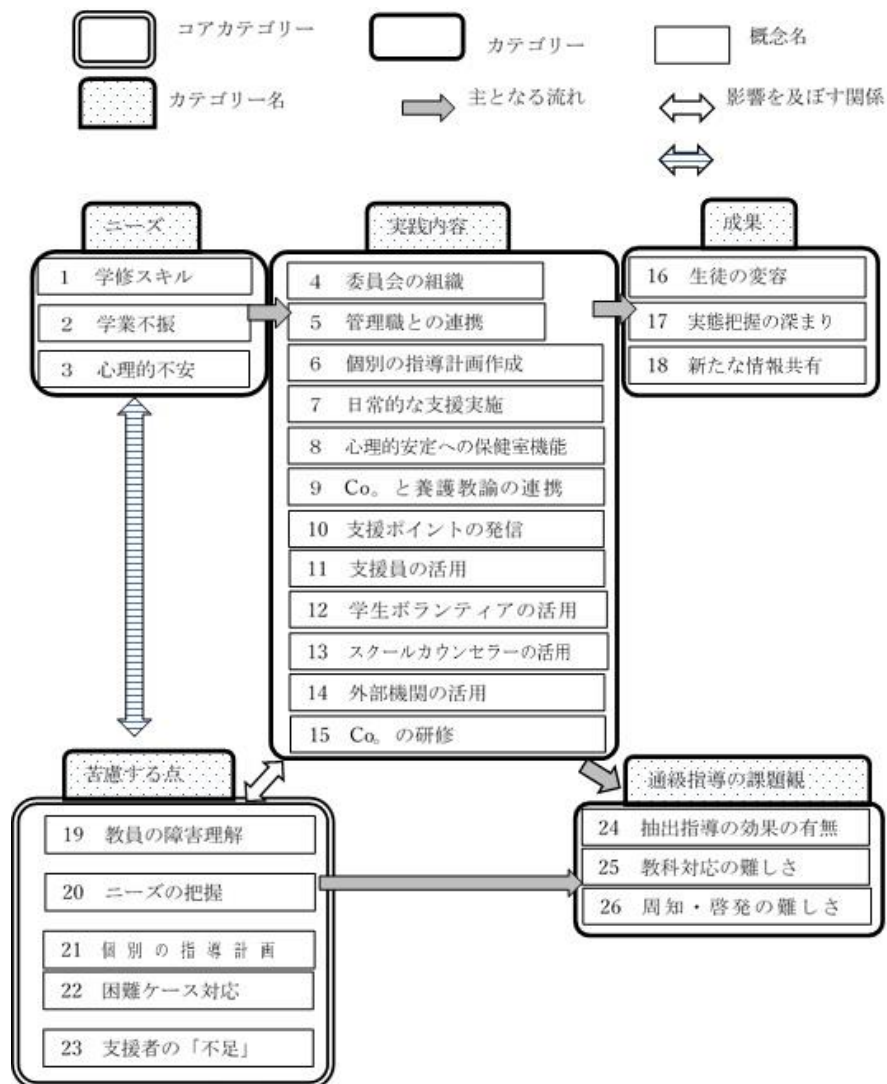 コアカテゴリー
カテゴリー
概念名
カテゴリー名
主となる流れ
影響を及ぼす関係
ニーズ
1 学修スキル
2 学業不振
3 心理的不安
実践内容
4 委員会の組織
5 管理職との連携
6 個別の指導計画作成
7 日常的な支援実施
8 心理的安定への保健室機能
9 Co。と養護教諭の連携
10 支援ポイントの発信
11 支援員の活用
12 学生ボランティアの活用
13 スクールカウンセラーの活用
14 外部機関の活用
15 Co。の研修
成果
16 生徒の変容
17 実態把握の深まり
18 新たな情報共有
苦慮する点
19 教員の障害理解
20 ニーズの把握
21 個別の指導計画
22 困難ケース対応
23 支援者の「不足」
通級指導の課題観
24 抽出指導の効果の有無
25 教科対応の難しさ
26 周知・啓発の難しさ